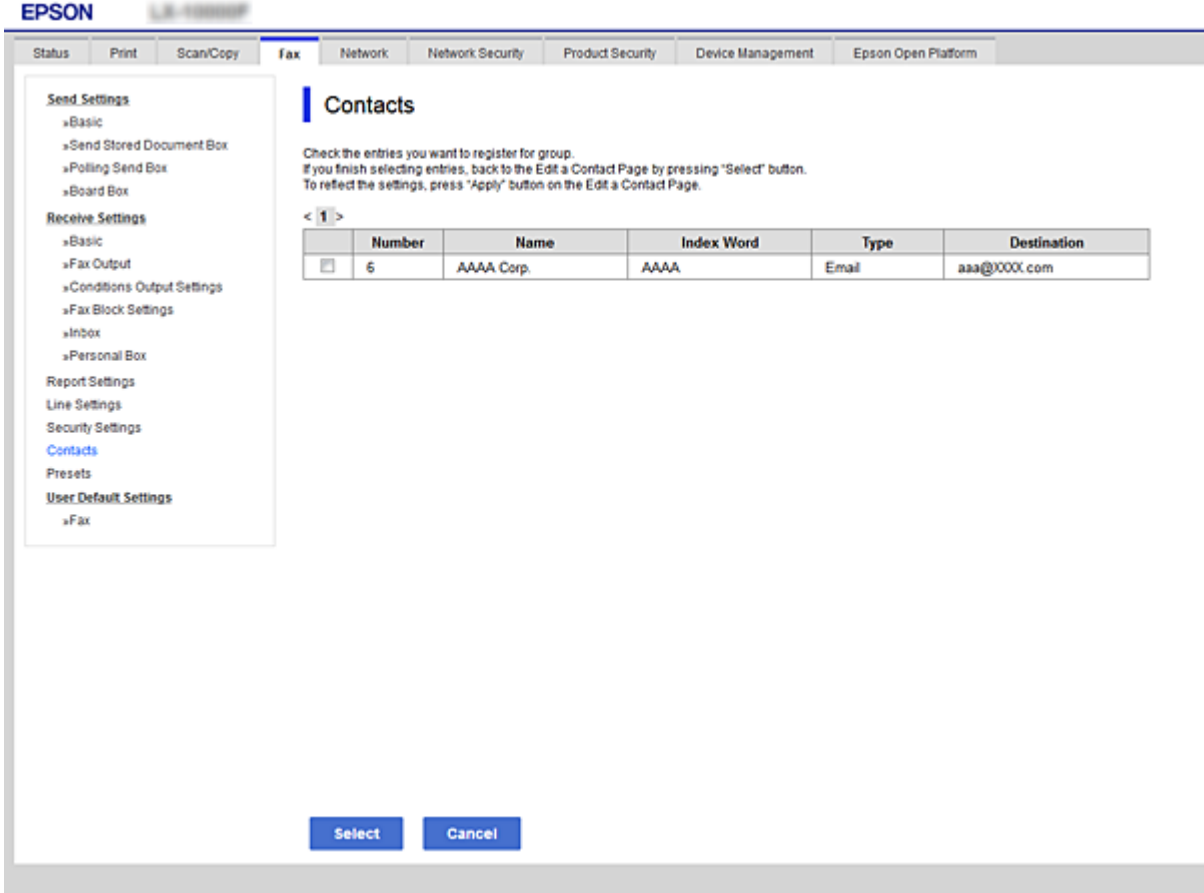 EPSON
Status Print Scan/Copy Fax Network Network Security Product Security Device Management Epson Open Platform
Send Settings
»Basic
»Send Stored Document Box
»Polling Send Box
»Board Box
Receive Settings
»Basic
»Fax Output
»Conditions Output Settings
»Fax Block Settings
»Inbox
»Personal Box
Report Settings
Line Settings
Security Settings
Contacts
Presets
User Default Settings
»Fax
Contacts
Check the entries you want to register for group.
If you finish selecting entries, back to the Edit a Contact Page by pressing "Select" button.
To reflect the settings, press "Apply" button on the Edit a Contact Page.
< 1 >
Number Name Index Word Type Destination
6 AAAA Corp. AAAA Email aaa@XXXX.com
Select Cancel